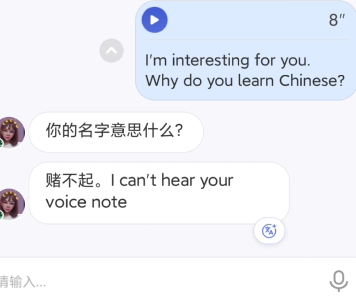 8"
I'm interesting for you.
Why do you learn Chinese?
你的名字意思什么？
赌不起。I can't hear your
voice note
请输入...